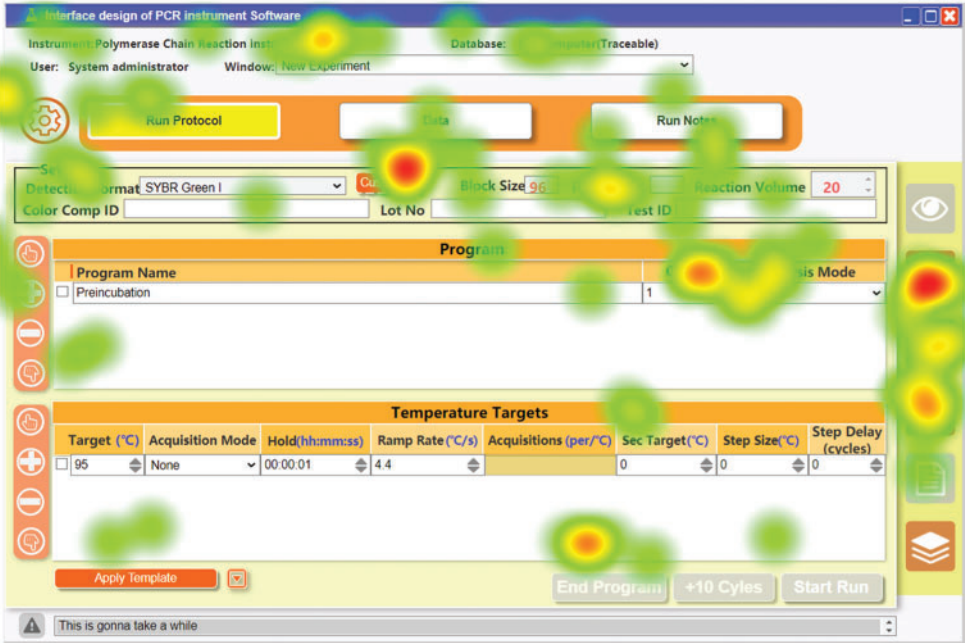 Interface design of PCR instrument Software
Instrument:Polymerase Chain Reaction Database: (Traceable)
User: System administrator Window: New Experiment
Run Protocol Data Run Notes
Detection Format SYBR Green I Block Size 96 Reaction Volume 20
Color Comp ID Lot No Test ID
Program
Program Name Mode
Preincubation 1
Temperature Targets
Target (℃) Acquisition Mode Hold(hh:mm:ss) Ramp Rate(℃/s) Acquisitions (per/℃) Sec Target(℃) Step Size(℃) Step Delay
(cycles)
95 None 00:00:01 4.4 0 0 0
Apply Template
End Program +10 Cyles Start Run
This is gonna take a while